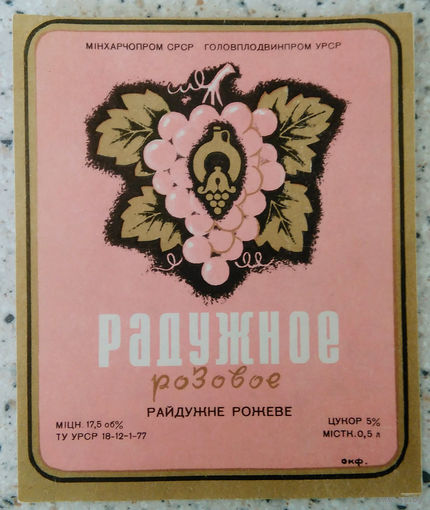 МІНХАРЧОПРОМ СРСР ГОЛОВПЛОДВИНПРОМ УРСР
РАДУЖНОЕ
розовое
РАЙДУЖНЕ РОЖЕВЕ
МІЦН. 17,5 об%
ТУ УРСР 18-12-1-77
ЦУКОР 5%
МІСТК. 0,5 л
ОКФ.